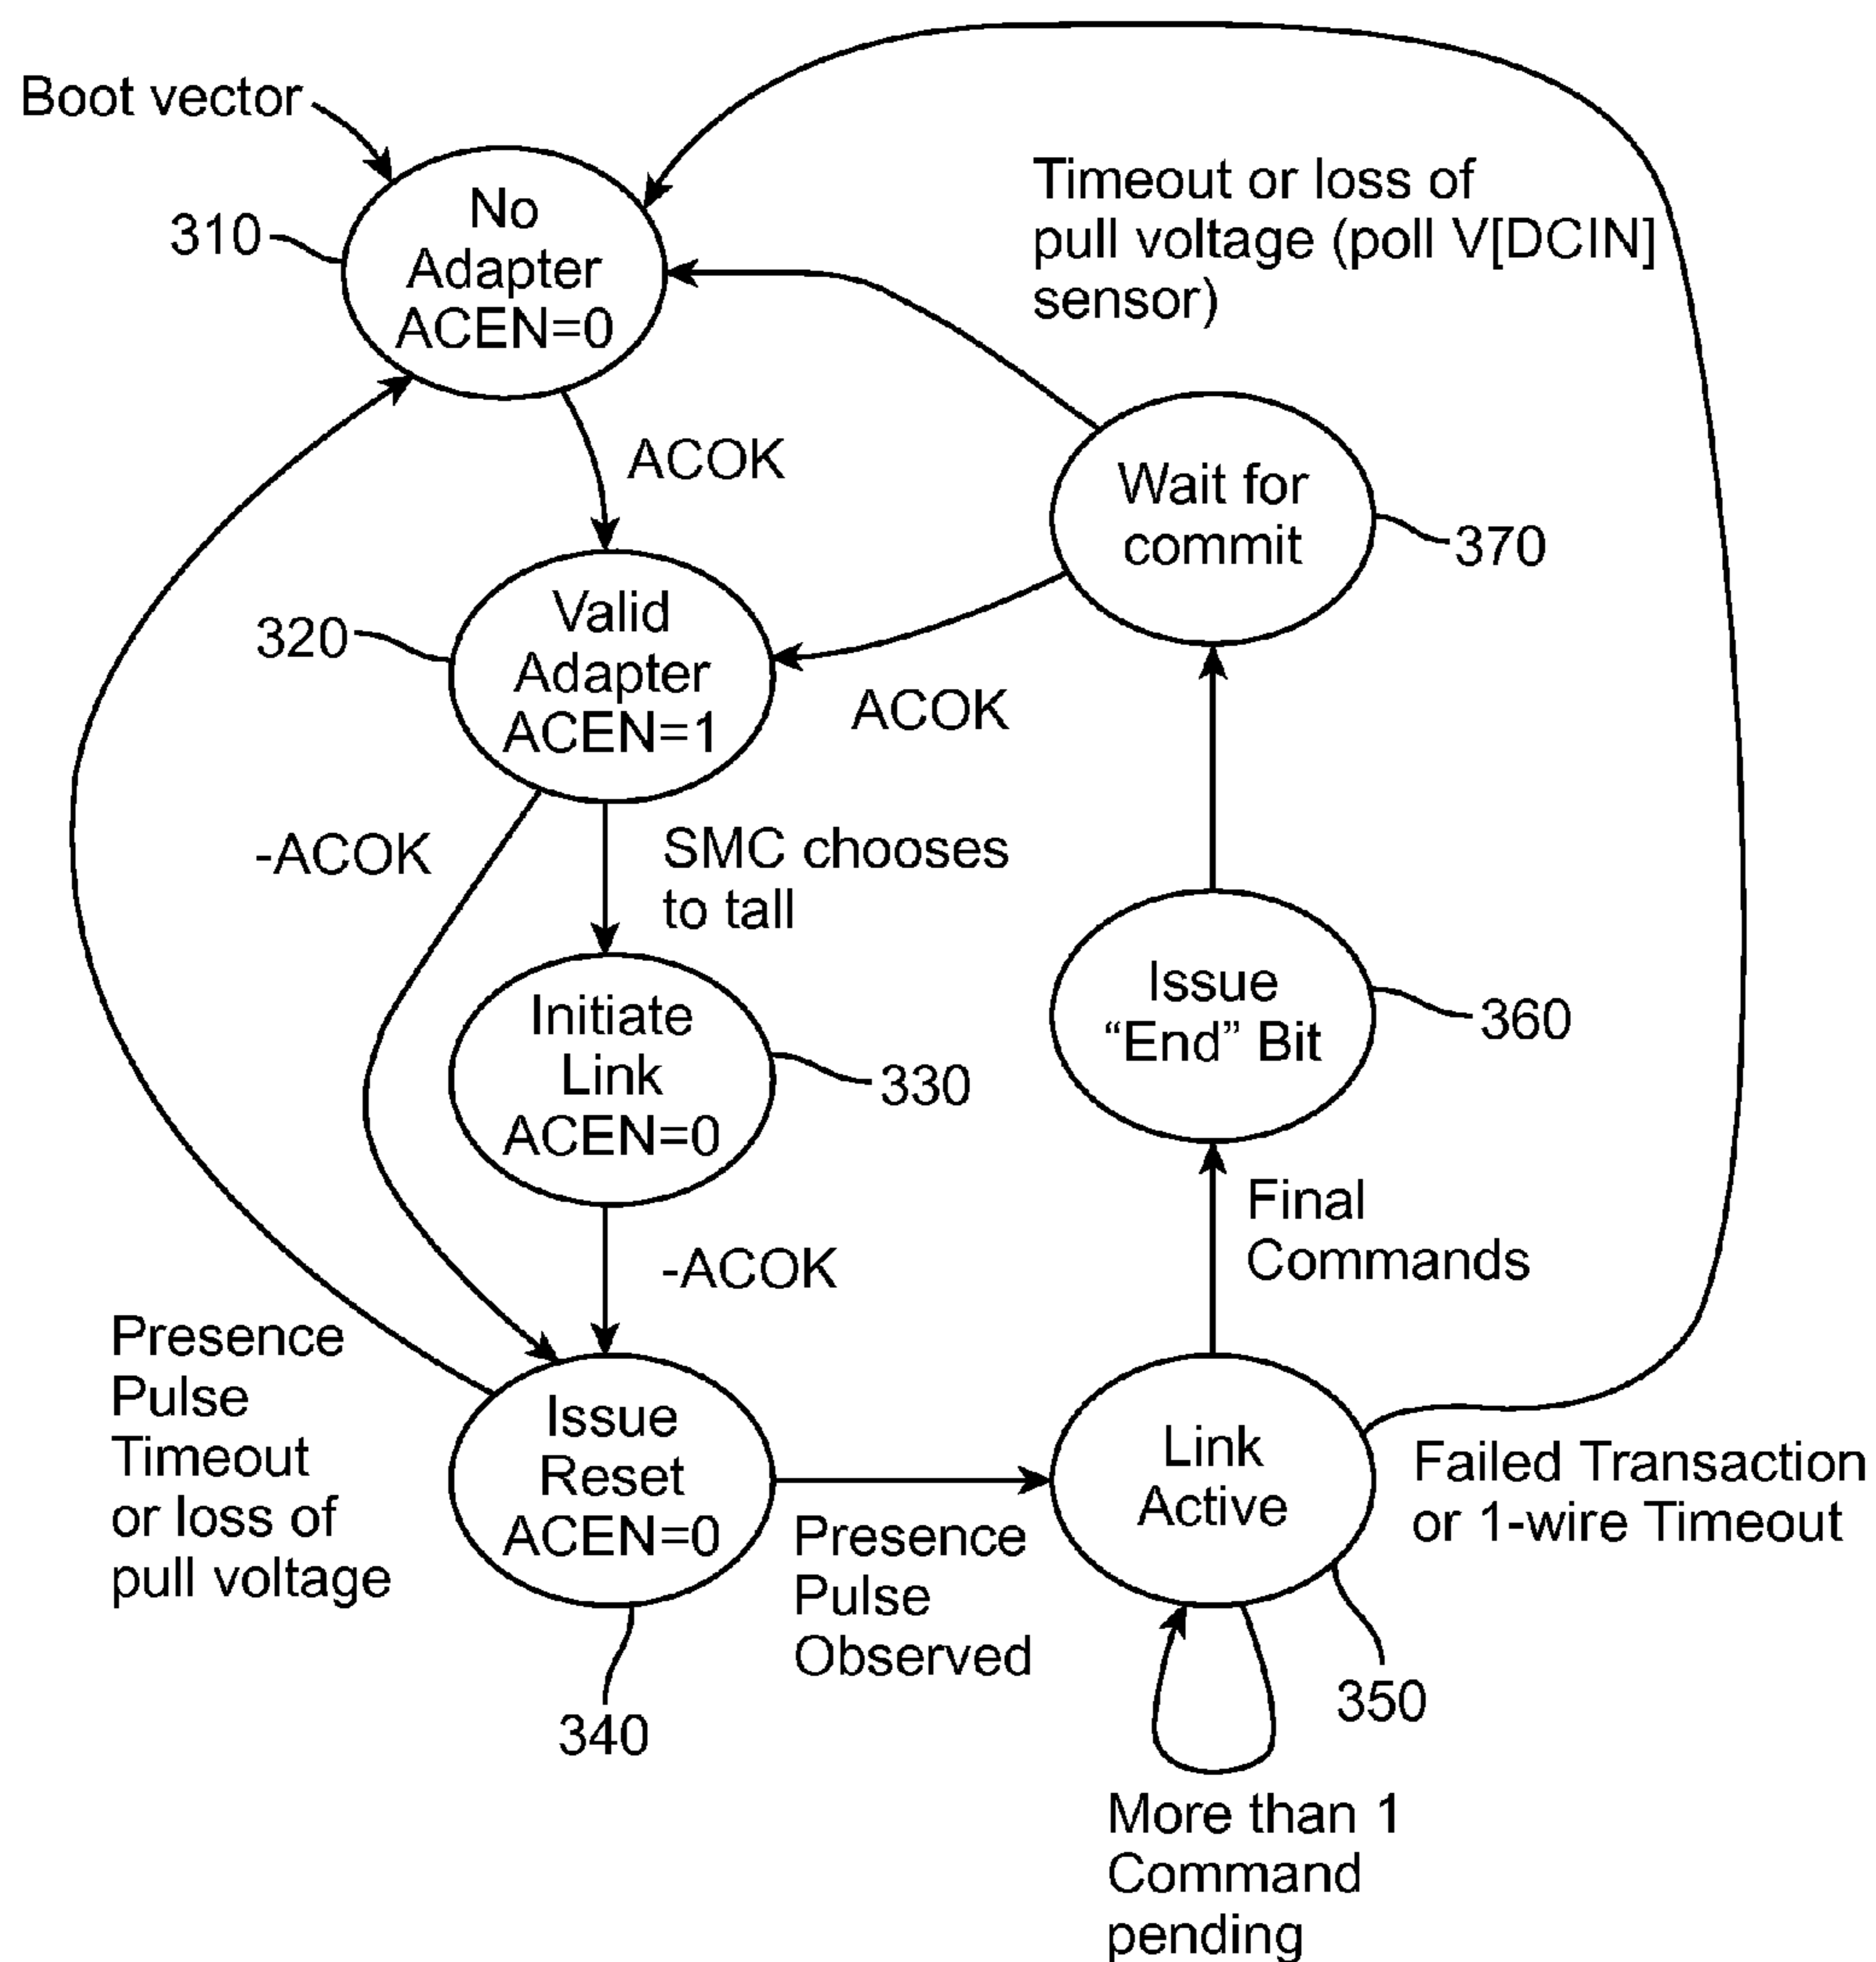 Boot vector
No
Adapter
ACEN=0
310
Timeout or loss of
pull voltage (poll V[DCIN]
sensor)
ACOK
Wait for
commit
370
Valid
Adapter
ACEN=1
320
ACOK
-ACOK
SMC chooses
to tall
Issue
“End” Bit
360
Initiate
Link
ACEN=0
330
Final
Commands
-ACOK
Presence
Pulse
Timeout
or loss of
pull voltage
Issue
Reset
ACEN=0
340
Presence
Pulse
Observed
Link
Active
350
Failed Transaction
or 1-wire Timeout
More than 1
Command
pending